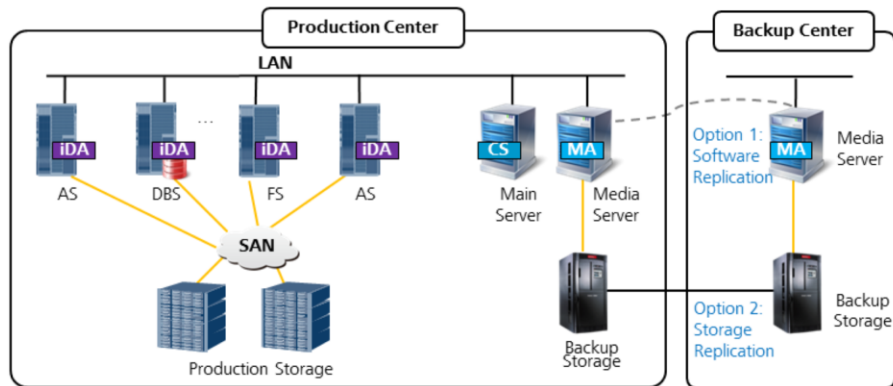 Production Center
Backup Center
LAN
...
iDA
iDA
iDA
iDA
CS
MA
MA
AS
DBS
FS
AS
Main
Server
Media
Server
Option 1:
Software
Replication
Media
Server
SAN
Production Storage
Backup
Storage
Option 2:
Storage
Replication
Backup
Storage